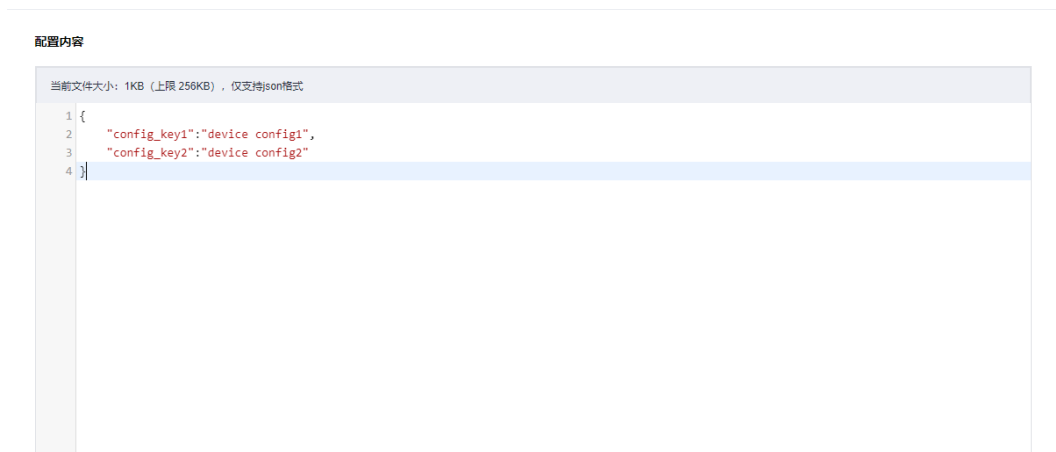 配置内容
当前文件大小：1KB（上限 256KB），仅支持json格式
1 {
2     "config_key1":"device config1",
3     "config_key2":"device config2"
4 }